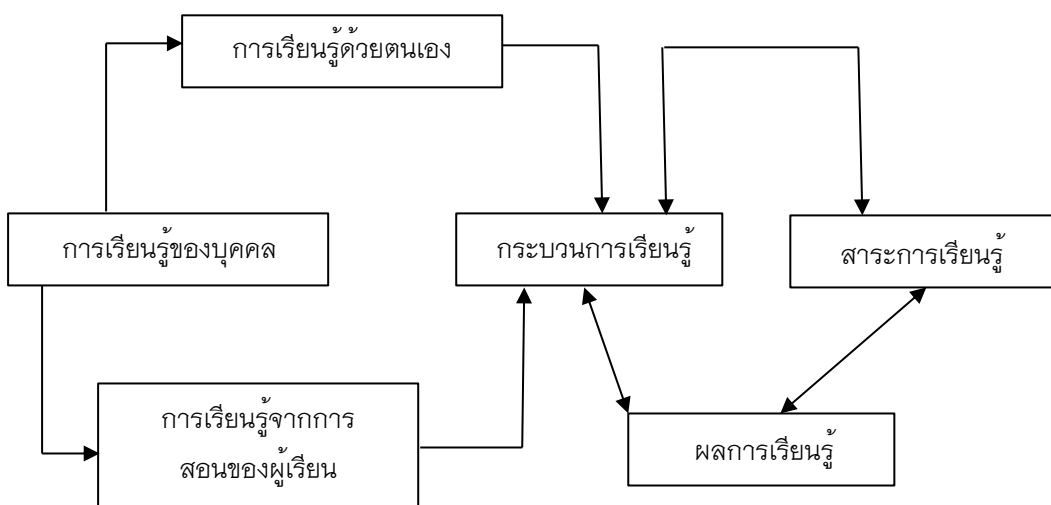 การเรียนรู้ด้วยตนเอง
การเรียนรู้ของบุคคล
กระบวนการเรียนรู้
สาระการเรียนรู้
การเรียนรู้จากการ
สอนของผู้เรียน
ผลการเรียนรู้